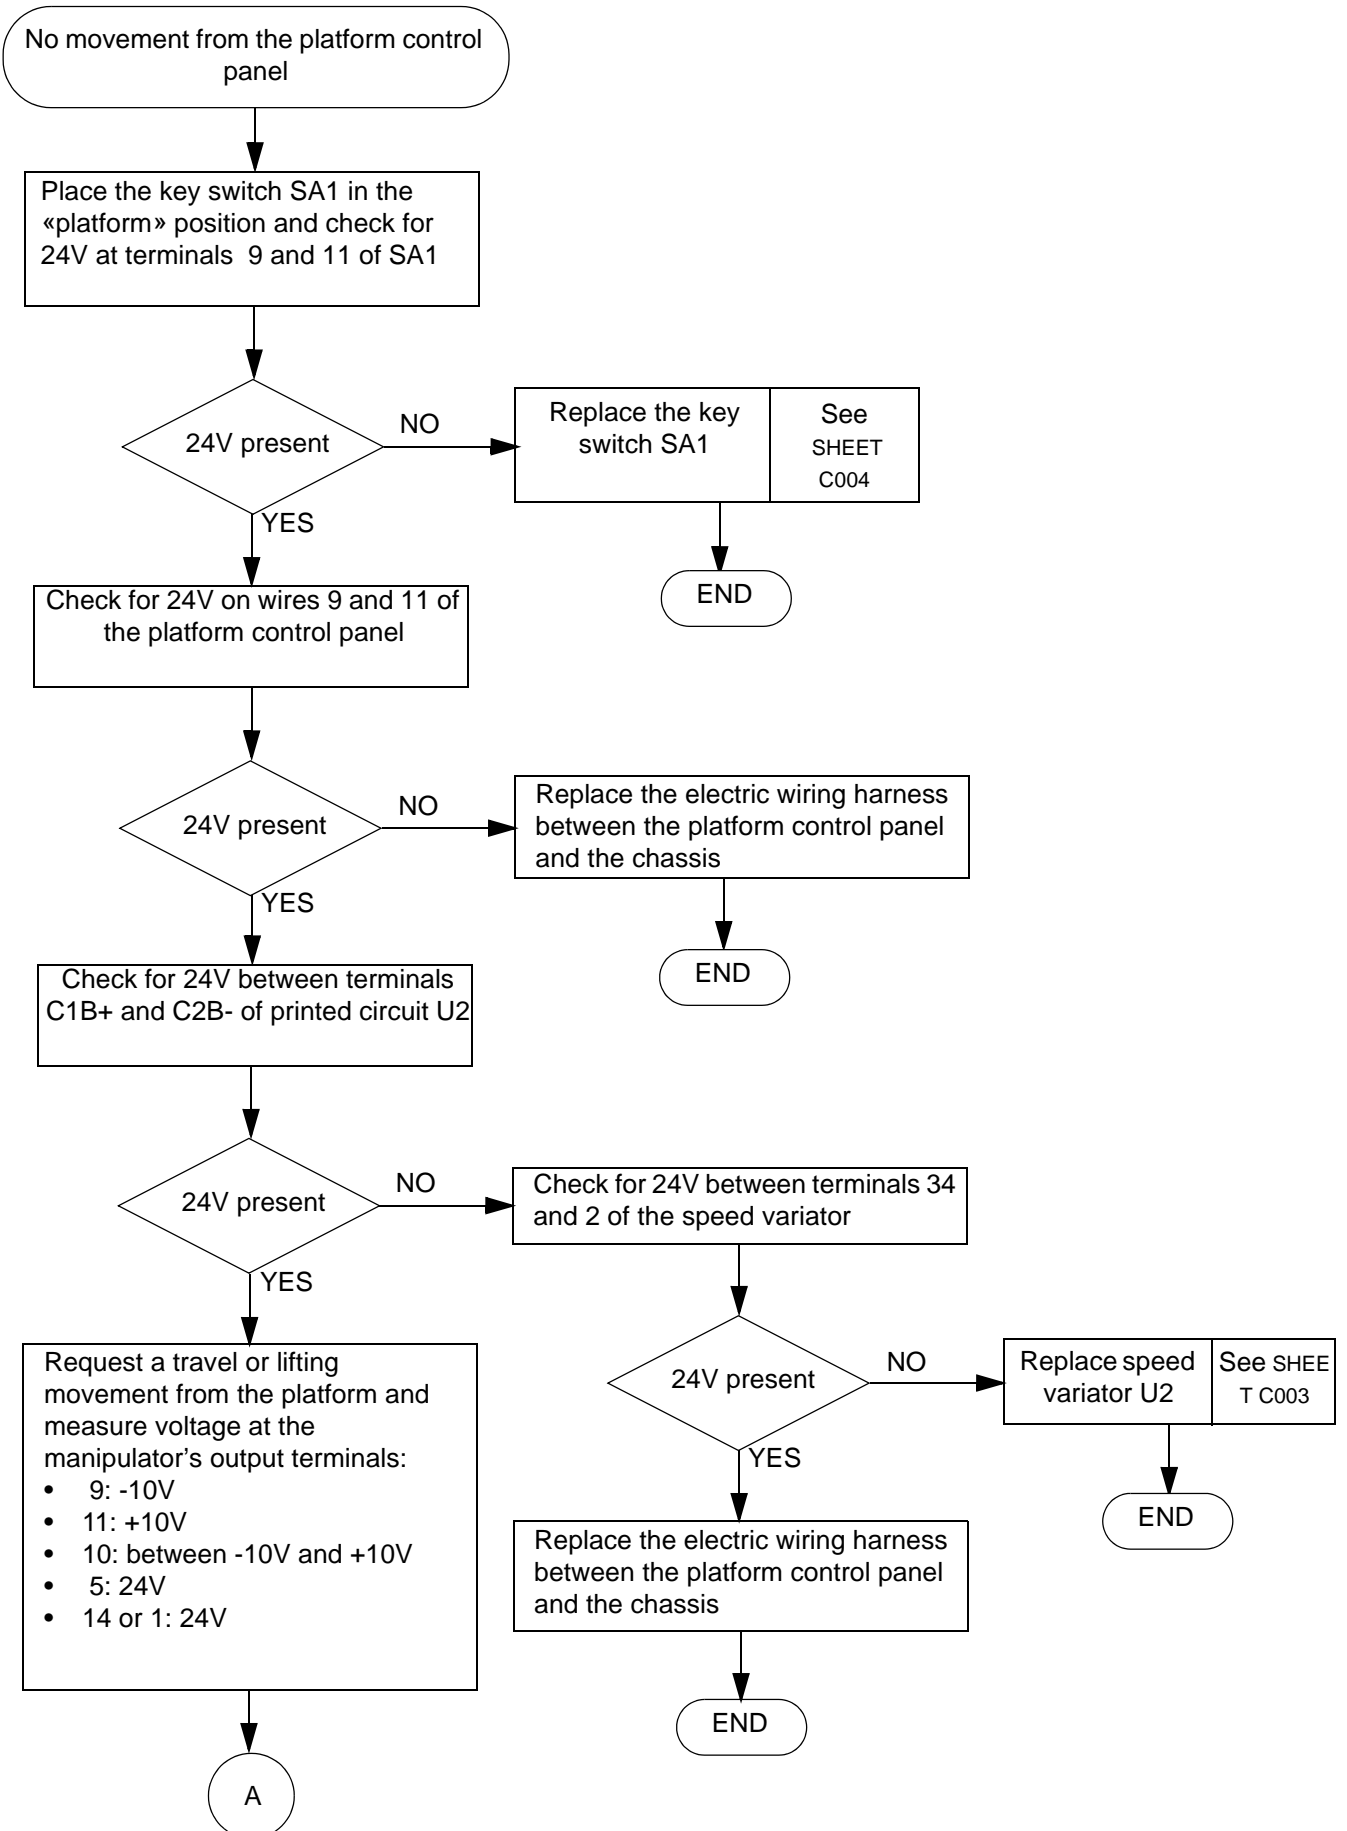 No movement from the platform control
panel
Place the key switch SA1 in the
«platform» position and check for
24V at terminals 9 and 11 of SA1
24V present
NO
Replace the key
switch SA1
See
SHEET
C004
END
YES
Check for 24V on wires 9 and 11 of
the platform control panel
24V present
NO
Replace the electric wiring harness
between the platform control panel
and the chassis
END
YES
Check for 24V between terminals
C1B+ and C2B- of printed circuit U2
24V present
NO
Check for 24V between terminals 34
and 2 of the speed variator
24V present
NO
Replace speed
variator U2
See SHEE
T C003
END
YES
Replace the electric wiring harness
between the platform control panel
and the chassis
END
YES
Request a travel or lifting
movement from the platform and
measure voltage at the
manipulator’s output terminals:
• 9: -10V
• 11: +10V
• 10: between -10V and +10V
• 5: 24V
• 14 or 1: 24V
A